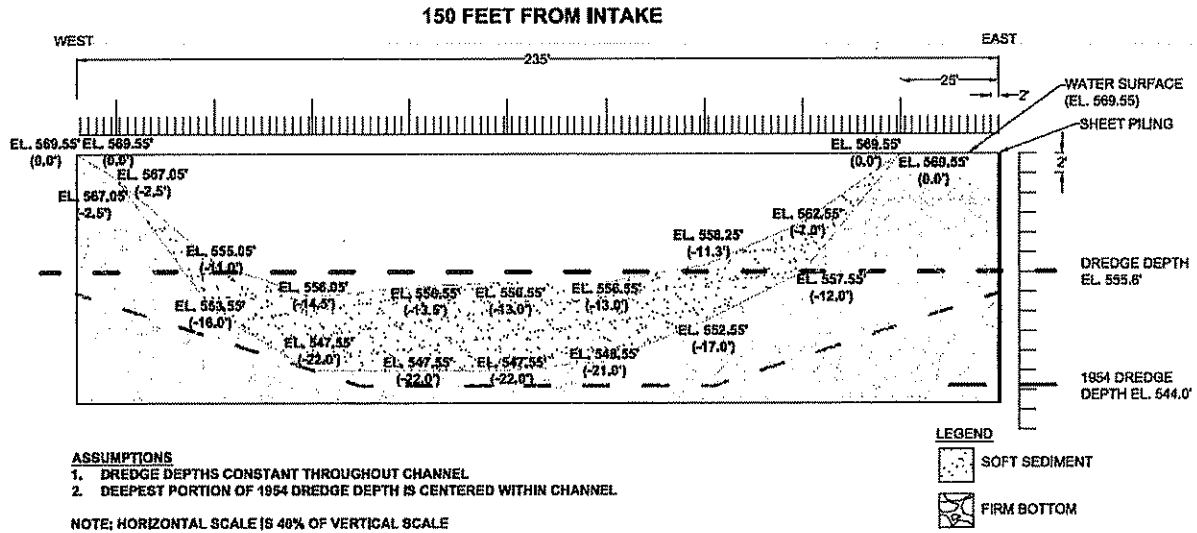 150 FEET FROM INTAKE
WEST
EAST
235'
25'
2'
WATER SURFACE
(EL. 569.55)
SHEET PILING
2'
EL. 569.55' EL. 569.55'
(0.0') (0.0')
EL. 569.55'
(0.0')
EL. 569.55'
(0.0')
EL. 567.05'
(-2.5')
EL. 567.05'
(-2.5')
EL. 562.55'
(-7.0')
EL. 555.05'
(-11.0')
EL. 558.25'
(-11.3')
DREDGE DEPTH
EL. 555.6'
EL. 556.05'
(-14.5')
(-13.5')
EL. 556.55'
(-13.0')
EL. 556.55'
(-13.0')
EL. 557.55'
(-12.0')
EL. 553.55'
(-16.0')
EL. 552.55'
(-17.0')
EL. 547.55'
(-22.0')
EL. 547.55'
(-22.0')
EL. 547.55'
(-22.0')
EL. 548.55'
(-21.0')
1954 DREDGE
DEPTH EL. 544.0'
ASSUMPTIONS
1. DREDGE DEPTHS CONSTANT THROUGHOUT CHANNEL
2. DEEPEST PORTION OF 1954 DREDGE DEPTH IS CENTERED WITHIN CHANNEL
NOTE: HORIZONTAL SCALE IS 40% OF VERTICAL SCALE
LEGEND
SOFT SEDIMENT
FIRM BOTTOM